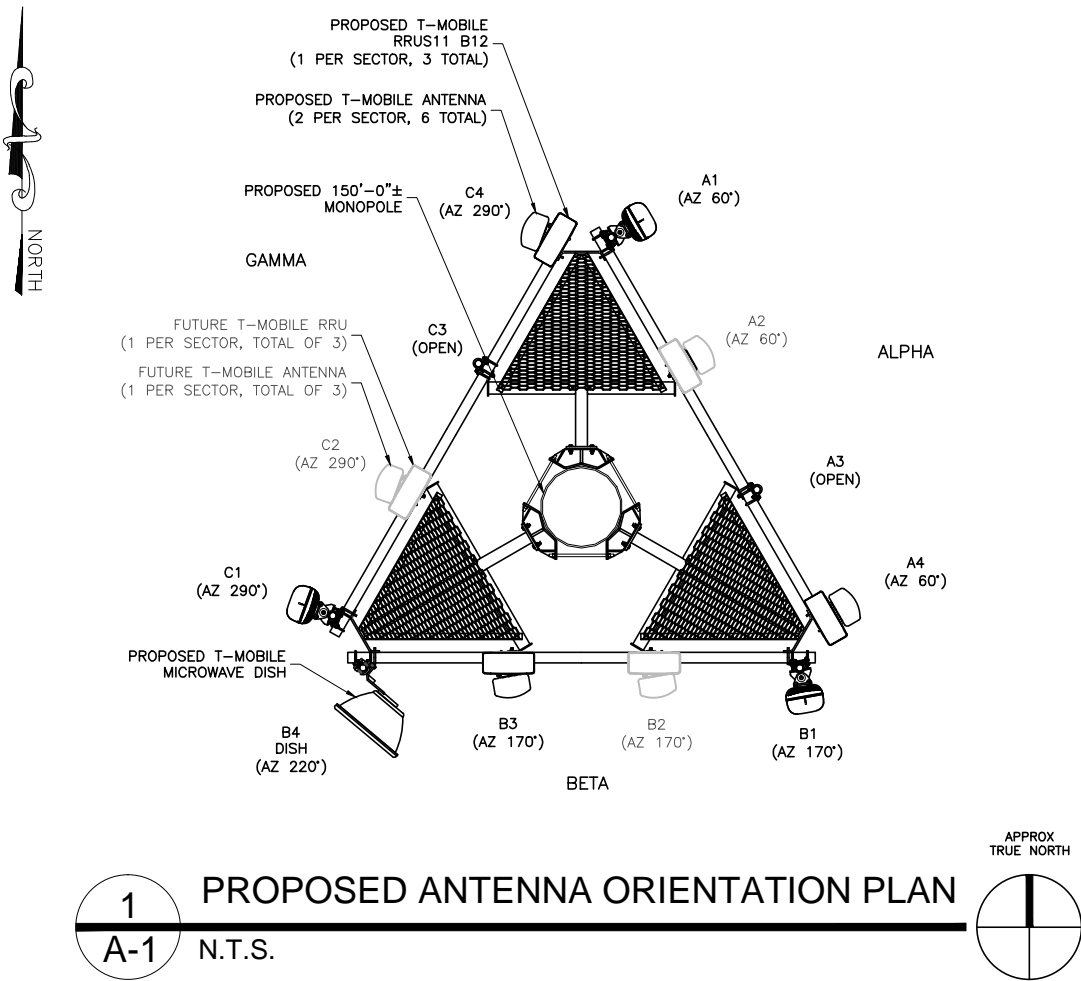 PROPOSED T-MOBILE
RRUS11 B12
(1 PER SECTOR, 3 TOTAL)
PROPOSED T-MOBILE ANTENNA
(2 PER SECTOR, 6 TOTAL)
PROPOSED 150'-0"±
MONOPOLE
C4
(AZ 290°)
A1
(AZ 60°)
NORTH
GAMMA
FUTURE T-MOBILE RRU
(1 PER SECTOR, TOTAL OF 3)
C3
(OPEN)
A2
(AZ 60°)
ALPHA
FUTURE T-MOBILE ANTENNA
(1 PER SECTOR, TOTAL OF 3)
C2
(AZ 290°)
A3
(OPEN)
C1
(AZ 290°)
A4
(AZ 60°)
PROPOSED T-MOBILE
MICROWAVE DISH
B4
DISH
(AZ 220°)
B3
(AZ 170°)
B2
(AZ 170°)
B1
(AZ 170°)
BETA
APPROX
TRUE NORTH
1
A-1
PROPOSED ANTENNA ORIENTATION PLAN
N.T.S.